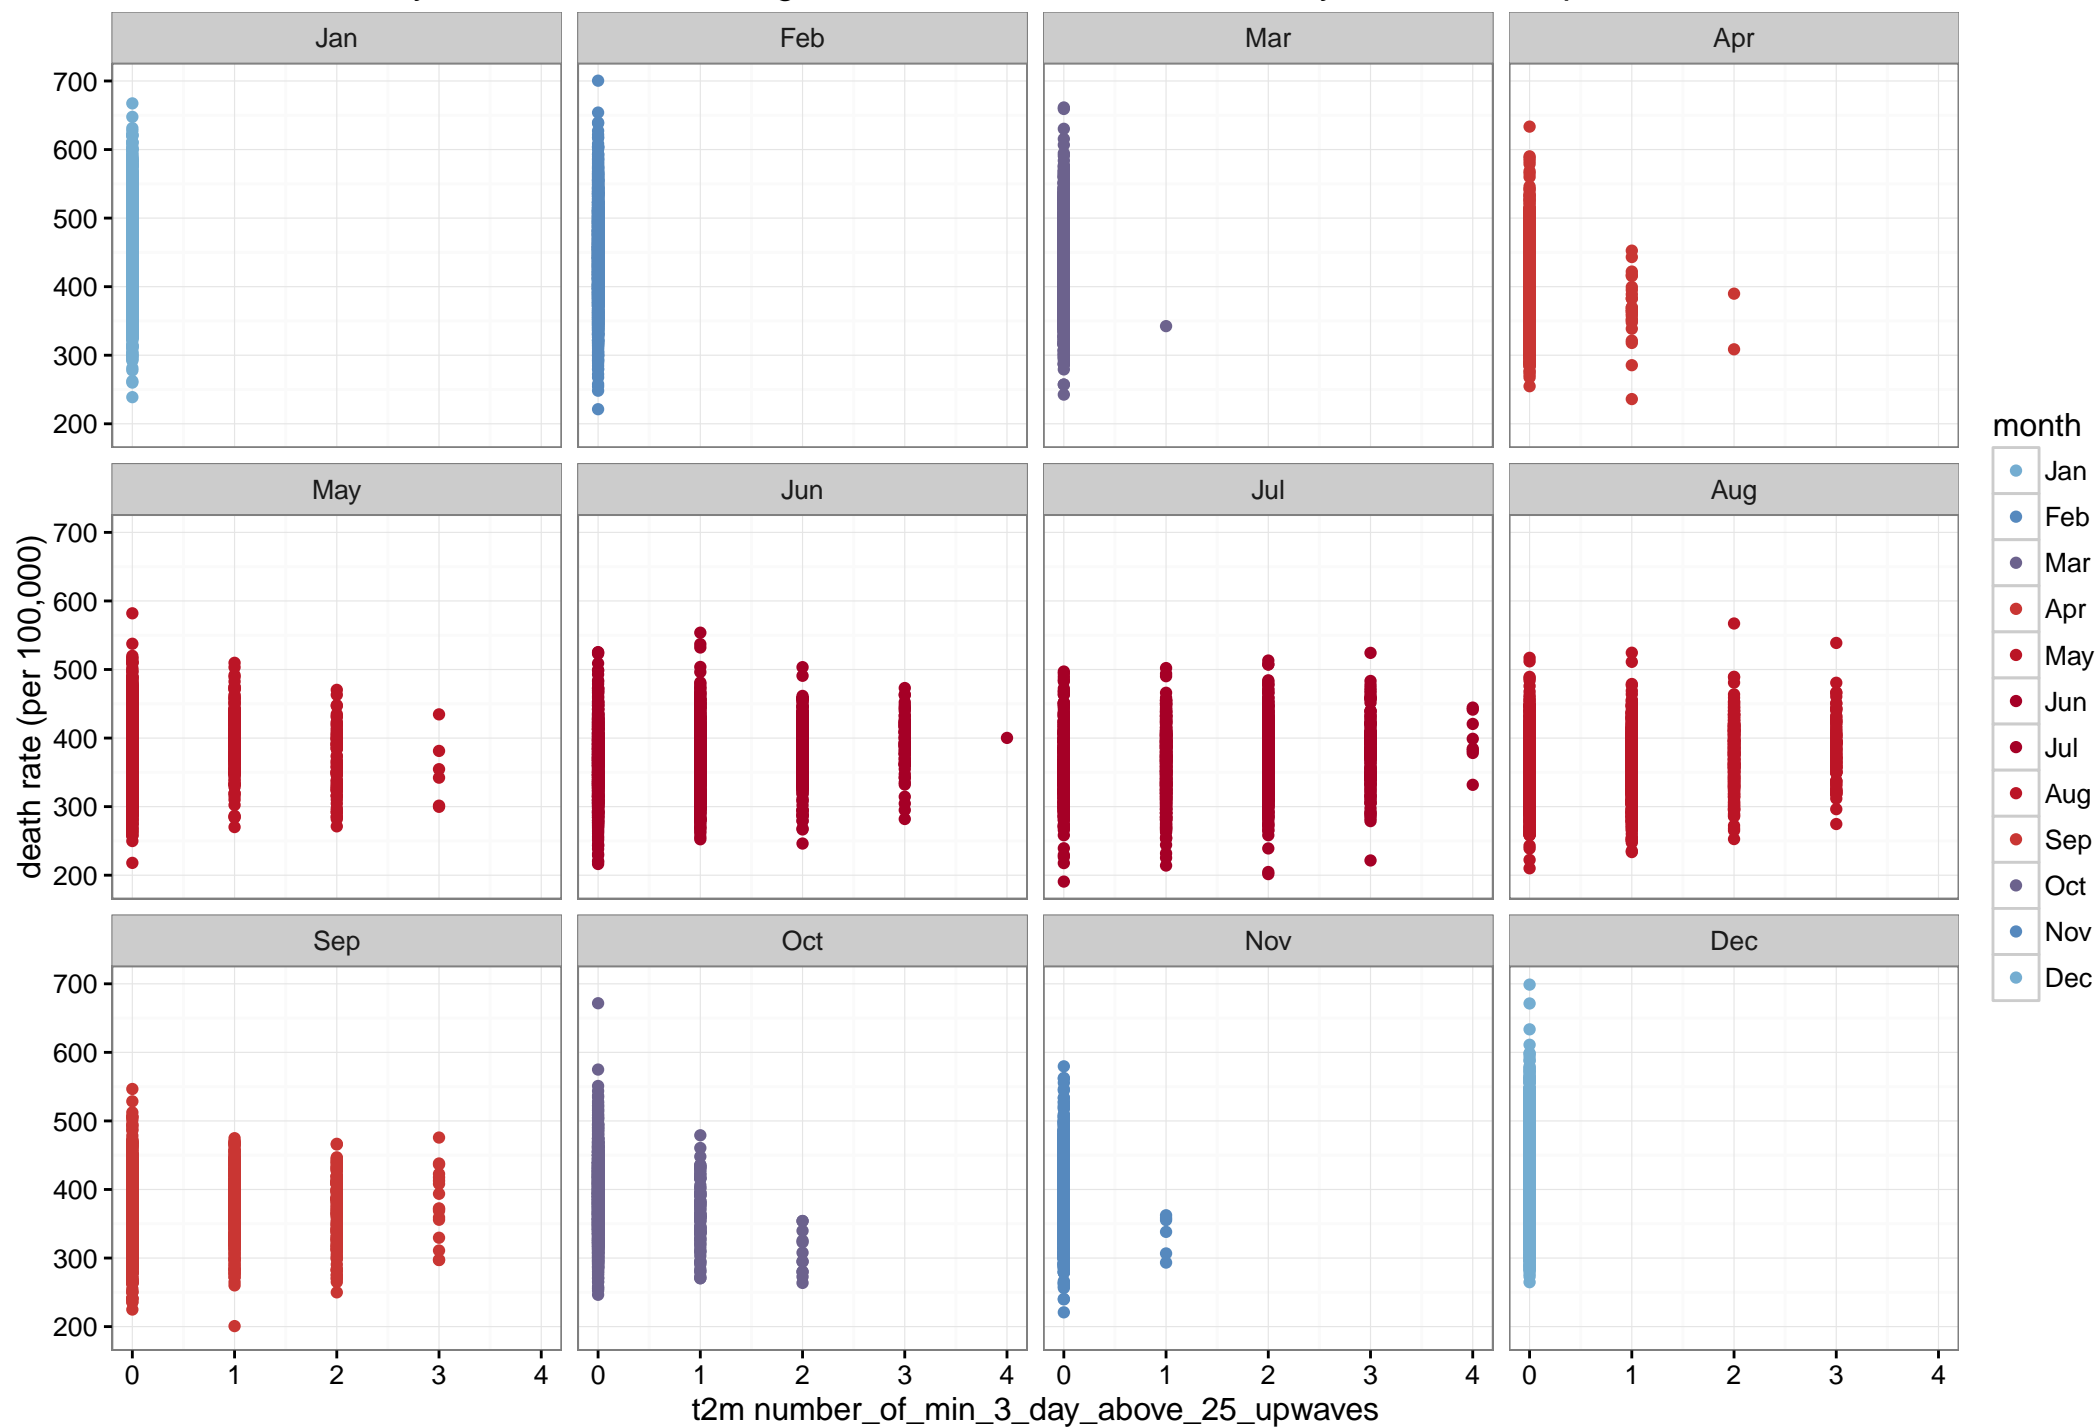 Jan Feb Mar Apr
700
600
500
400
300
200
May Jun Jul Aug
700
600
500
400
300
200
Sep Oct Nov Dec
700
600
500
400
300
200
0 1 2 3 4 0 1 2 3 4 0 1 2 3 4 0 1 2 3 4
t2m number_of_min_3_day_above_25_upwaves
death rate (per 100,000)
month
Jan
Feb
Mar
Apr
May
Jun
Jul
Aug
Sep
Oct
Nov
Dec